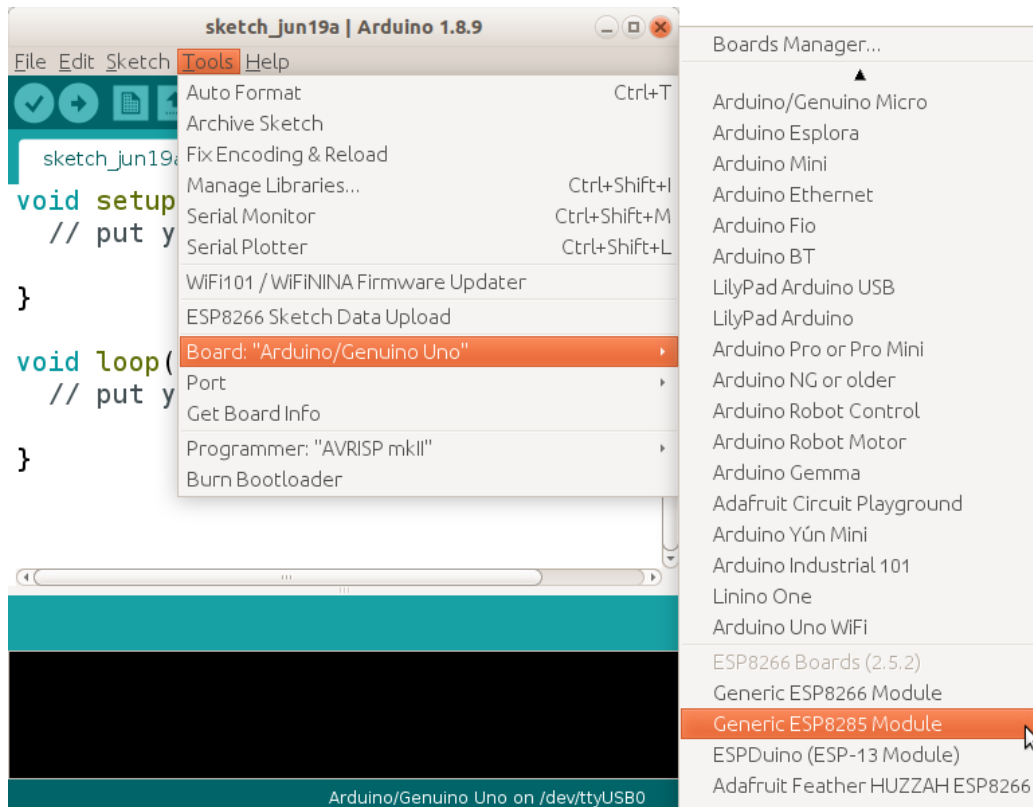 sketch_jun19a | Arduino 1.8.9
File Edit Sketch Tools Help
sketch_jun19a
void setup
// put y
}
void loop(
// put y
}
Auto Format Ctrl+T
Archive Sketch
Fix Encoding & Reload
Manage Libraries... Ctrl+Shift+I
Serial Monitor Ctrl+Shift+M
Serial Plotter Ctrl+Shift+L
WiFi101 / WiFiNINA Firmware Updater
ESP8266 Sketch Data Upload
Board: "Arduino/Genuino Uno"
Port
Get Board Info
Programmer: "AVRISP mkII"
Burn Bootloader
Arduino/Genuino Uno on /dev/ttyUSB0
Boards Manager...
Arduino/Genuino Micro
Arduino Esplora
Arduino Mini
Arduino Ethernet
Arduino Fio
Arduino BT
LilyPad Arduino USB
LilyPad Arduino
Arduino Pro or Pro Mini
Arduino NG or older
Arduino Robot Control
Arduino Robot Motor
Arduino Gemma
Adafruit Circuit Playground
Arduino Yún Mini
Arduino Industrial 101
Linino One
Arduino Uno WiFi
ESP8266 Boards (2.5.2)
Generic ESP8266 Module
Generic ESP8285 Module
ESPDuino (ESP-13 Module)
Adafruit Feather HUZZAH ESP8266